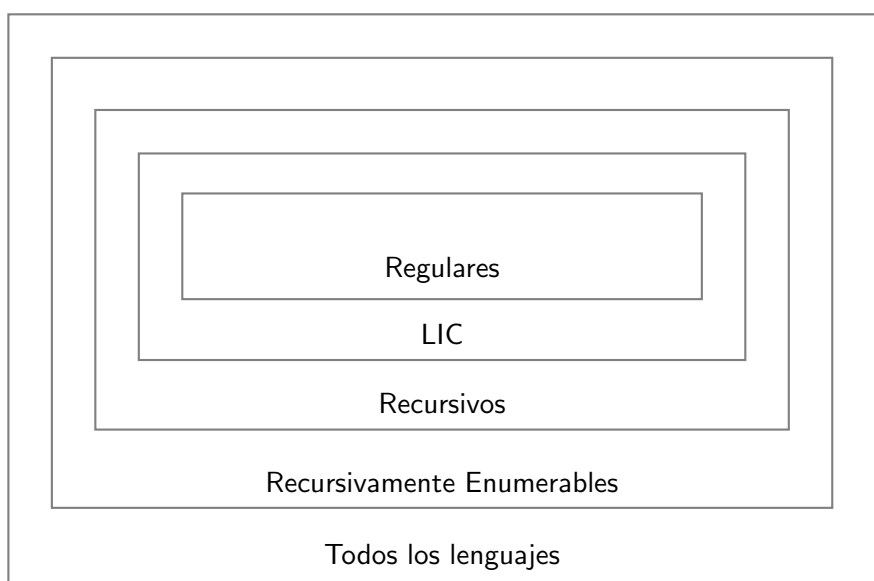 Regulares
LIC
Recursivos
Recursivamente Enumerables
Todos los lenguajes